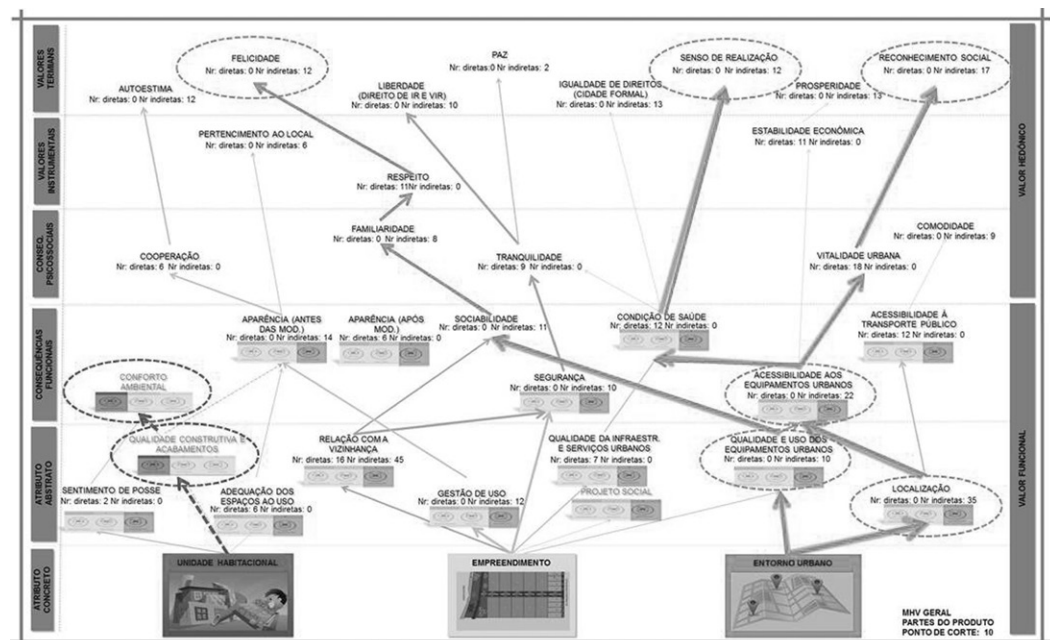 VALORES TERMIANS
FELICIDADE
Nr: diretas: 0 Nr indiretas: 12
PAZ
Nr: diretas:0 Nr indiretas: 2
SENSO DE REALIZAÇÃO
Nr: diretas: 0 Nr indiretas: 12
RECONHECIMENTO SOCIAL
Nr: diretas: 0 Nr indiretas: 17
AUTOESTIMA
Nr: diretas: 0 Nr indiretas: 12
LIBERDADE
(DIREITO DE IR E VIR)
Nr: diretas: 0 Nr indiretas: 10
IGUALDADE DE DIREITOS
(CIDADE FORMAL)
Nr: diretas: 0 Nr indiretas: 13
PROSPERIDADE
Nr: diretas: 0 Nr indiretas: 13
VALORES INSTRUMENTAIS
PERTENCIMENTO AO LOCAL
Nr: diretas: 0 Nr indiretas: 6
ESTABILIDADE ECONÔMICA
Nr: diretas: 11 Nr indiretas: 0
RESPEITO
Nr: diretas: 11Nr indiretas: 0
VALOR HEDÔNICO
CONSEQ. PSICOSSOCIAIS
FAMILIARIDADE
Nr: diretas: 0 Nr indiretas: 8
COMODIDADE
Nr: diretas: 0 Nr indiretas: 9
COOPERAÇÃO
Nr: diretas: 6 Nr indiretas: 0
TRANQUILIDADE
Nr: diretas: 9 Nr indiretas: 0
VITALIDADE URBANA
Nr: diretas: 18 Nr indiretas: 0
CONSEQUÊNCIAS FUNCIONAIS
APARÊNCIA (ANTES
DAS MOD.)
Nr: diretas: 0 Nr indiretas: 14
APARÊNCIA (APÓS
MOD.)
Nr: diretas: 6 Nr indiretas: 0
SOCIABILIDADE
Nr: diretas: 0 Nr indiretas: 11
CONDIÇÃO DE SAÚDE
Nr: diretas: 12 Nr indiretas: 0
ACESSIBILIDADE À
TRANSPORTE PÚBLICO
Nr: diretas: 12 Nr indiretas: 0
CONFORTO
AMBIENTAL
SEGURANÇA
Nr: diretas: 0 Nr indiretas: 10
ACESSIBILIDADE AOS
EQUIPAMENTOS URBANOS
Nr: diretas: 0 Nr indiretas: 22
ATRIBUTO ABSTRATO
QUALIDADE CONSTRUTIVA E
ACABAMENTOS
RELAÇÃO COM A
VIZINHANÇA
Nr: diretas: 16 Nr indiretas: 45
QUALIDADE DA INFRAESTR.
E SERVIÇOS URBANOS
Nr: diretas: 7 Nr indiretas: 0
QUALIDADE E USO DOS
EQUIPAMENTOS URBANOS
Nr: diretas: 0 Nr indiretas: 10
SENTIMENTO DE POSSE
Nr: diretas: 2 Nr indiretas: 0
ADEQUAÇÃO DOS
ESPAÇOS AO USO
Nr: diretas: 6 Nr indiretas: 0
GESTÃO DE USO
Nr: diretas: 0 Nr indiretas: 12
PROJETO SOCIAL
LOCALIZAÇÃO
Nr: diretas: 0 Nr indiretas: 35
VALOR FUNCIONAL
ATRIBUTO CONCRETO
UNIDADE HABITACIONAL
EMPREENDIMENTO
ENTORNO URBANO
MHV GERAL
PARTES DO PRODUTO
PONTO DE CORTE: 10